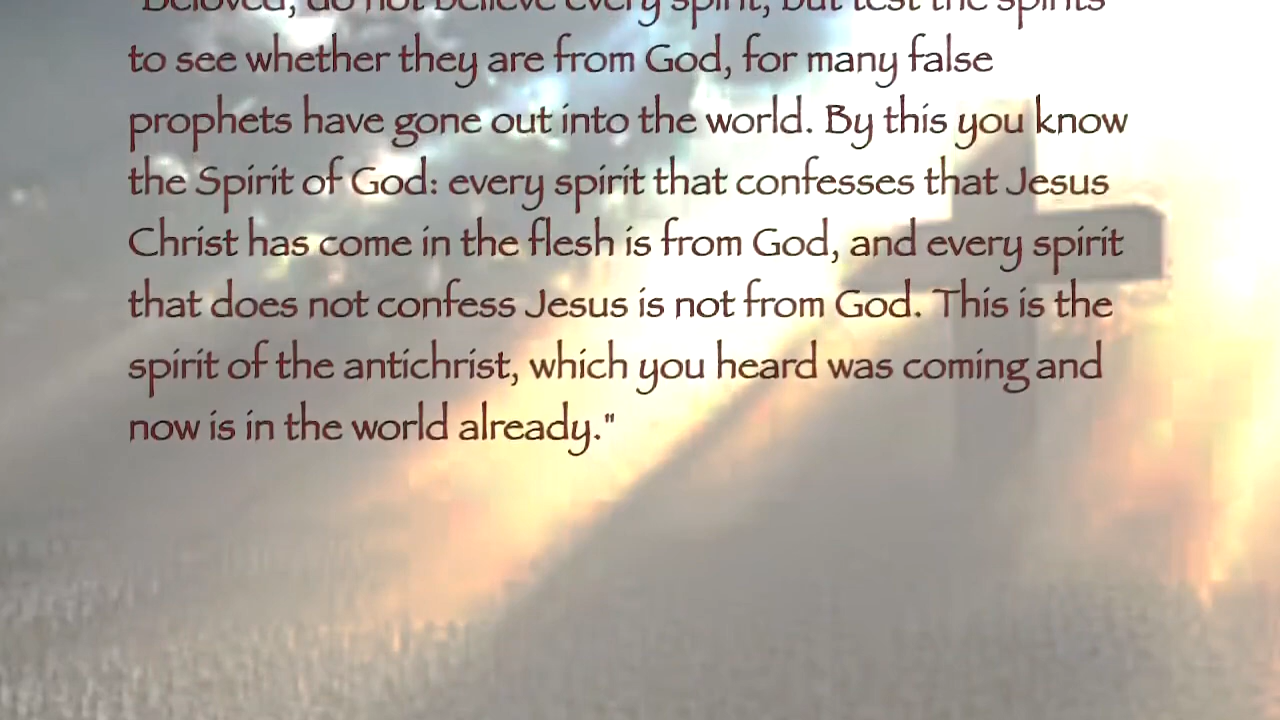 "Beloved, do not believe every spirit, but test the spirits
to see whether they are from God, for many false
prophets have gone out into the world. By this you know
the Spirit of God: every spirit that confesses that Jesus
Christ has come in the flesh is from God, and every spirit
that does not confess Jesus is not from God. This is the
spirit of the antichrist, which you heard was coming and
now is in the world already."